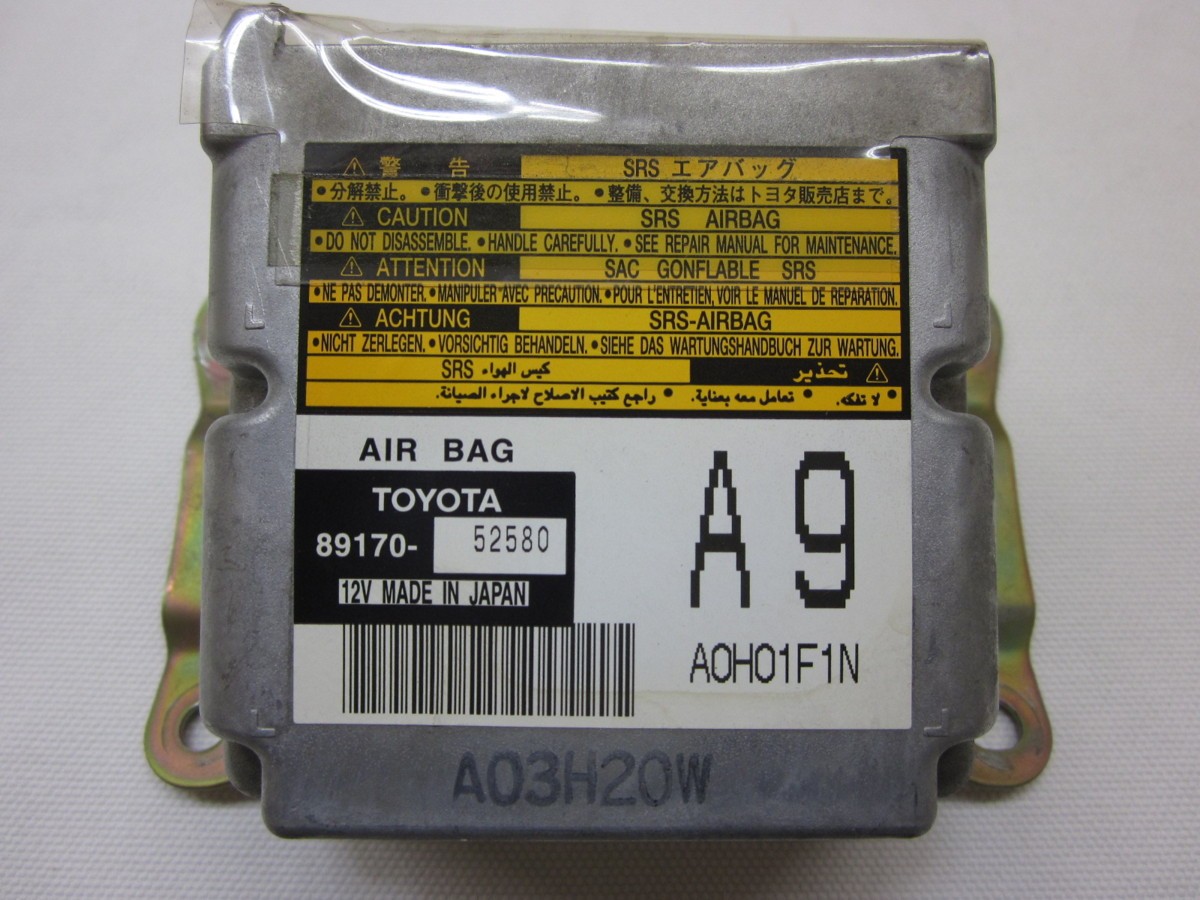 ⚠ 警 告 SRS エアバッグ
•分解禁止。 •衝撃後の使用禁止。 •整備、交換方法はトヨタ販売店まで。
⚠ CAUTION SRS AIRBAG
•DO NOT DISASSEMBLE. •HANDLE CAREFULLY. •SEE REPAIR MANUAL FOR MAINTENANCE.
⚠ ATTENTION SAC GONFLABLE SRS
•NE PAS DEMONTER. •MANIPULER AVEC PRECAUTION. •POUR L'ENTRETIEN, VOIR LE MANUEL DE REPARATION.
⚠ ACHTUNG SRS-AIRBAG
•NICHT ZERLEGEN. •VORSICHTIG BEHANDELN. •SIEHE DAS WARTUNGSHANDBUCH ZUR WARTUNG.
⚠ تحذير كيس الهواء SRS
• لا تفكه. • تعامل معه بعناية. • راجع كتيب الاصلاح لاجراء الصيانة.
AIR BAG
TOYOTA
89170- 52580
12V MADE IN JAPAN
A9
A0H01F1N
A03H20W